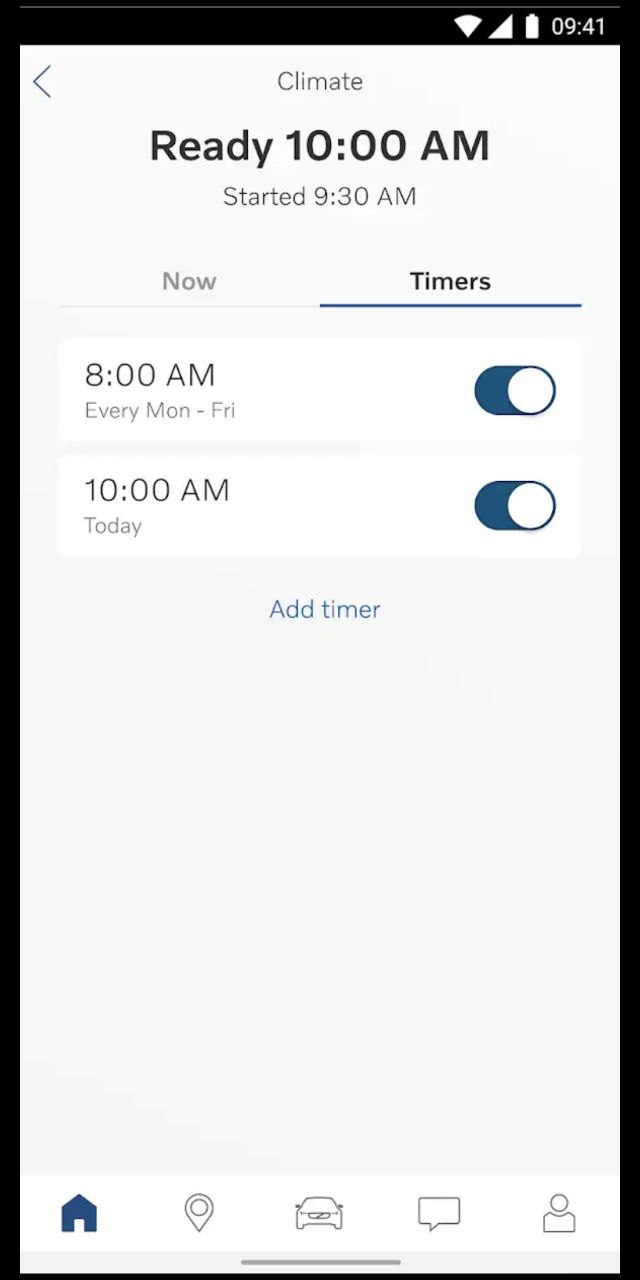 09:41
Climate
Ready 10:00 AM
Started 9:30 AM
Now Timers
8:00 AM
Every Mon - Fri
10:00 AM
Today
Add timer